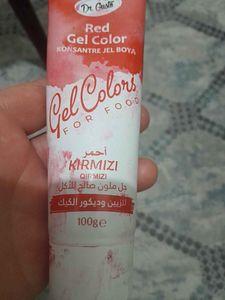 Dr. Gusto
Red
Gel Color
KONSANTRE JEL BOYA
Gel Colors
FOR FOOD
أحمر
KIRMIZI
QIRMIZI
جل ملون صالح للأكل
لتزيين وديكور الكيك
100g℮